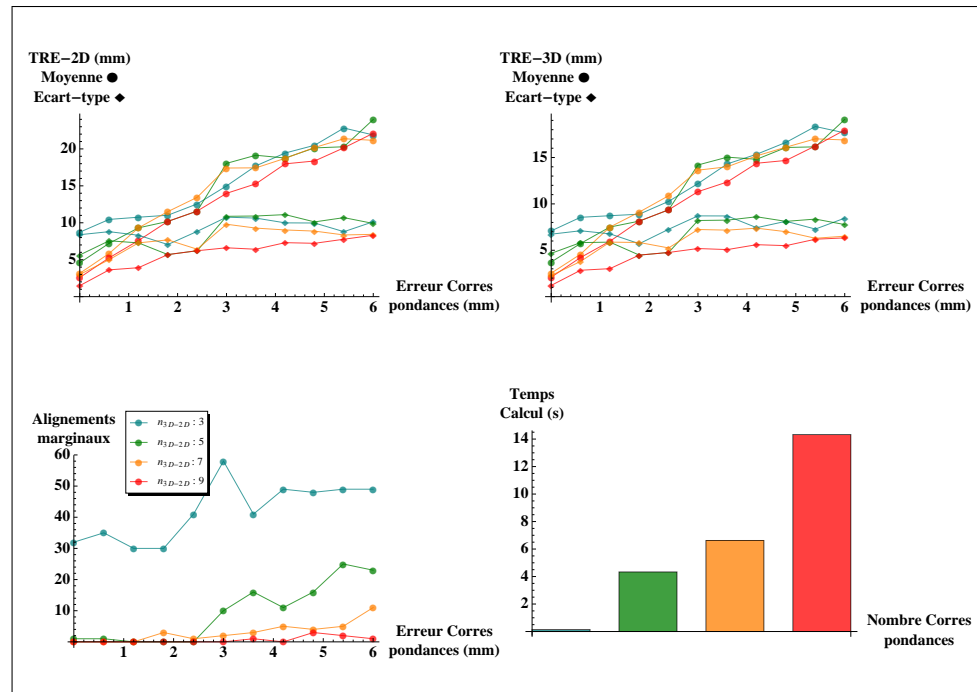 TRE−2D (mm)
Moyenne ●
Ecart−type ◆
20
15
10
5
1 2 3 4 5 6
Erreur Corres
pondances (mm)
TRE−3D (mm)
Moyenne ●
Ecart−type ◆
15
10
5
1 2 3 4 5 6
Erreur Corres
pondances (mm)
Alignements
marginaux
60
50
40
30
20
10
1 2 3 4 5 6
Erreur Corres
pondances (mm)
n3D−2D : 3
n3D−2D : 5
n3D−2D : 7
n3D−2D : 9
Temps
Calcul (s)
14
12
10
8
6
4
2
Nombre Corres
pondances